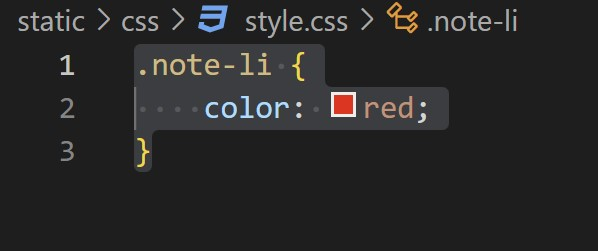 static > css > style.css > .note-li
1 .note-li {
2     color: red;
3 }